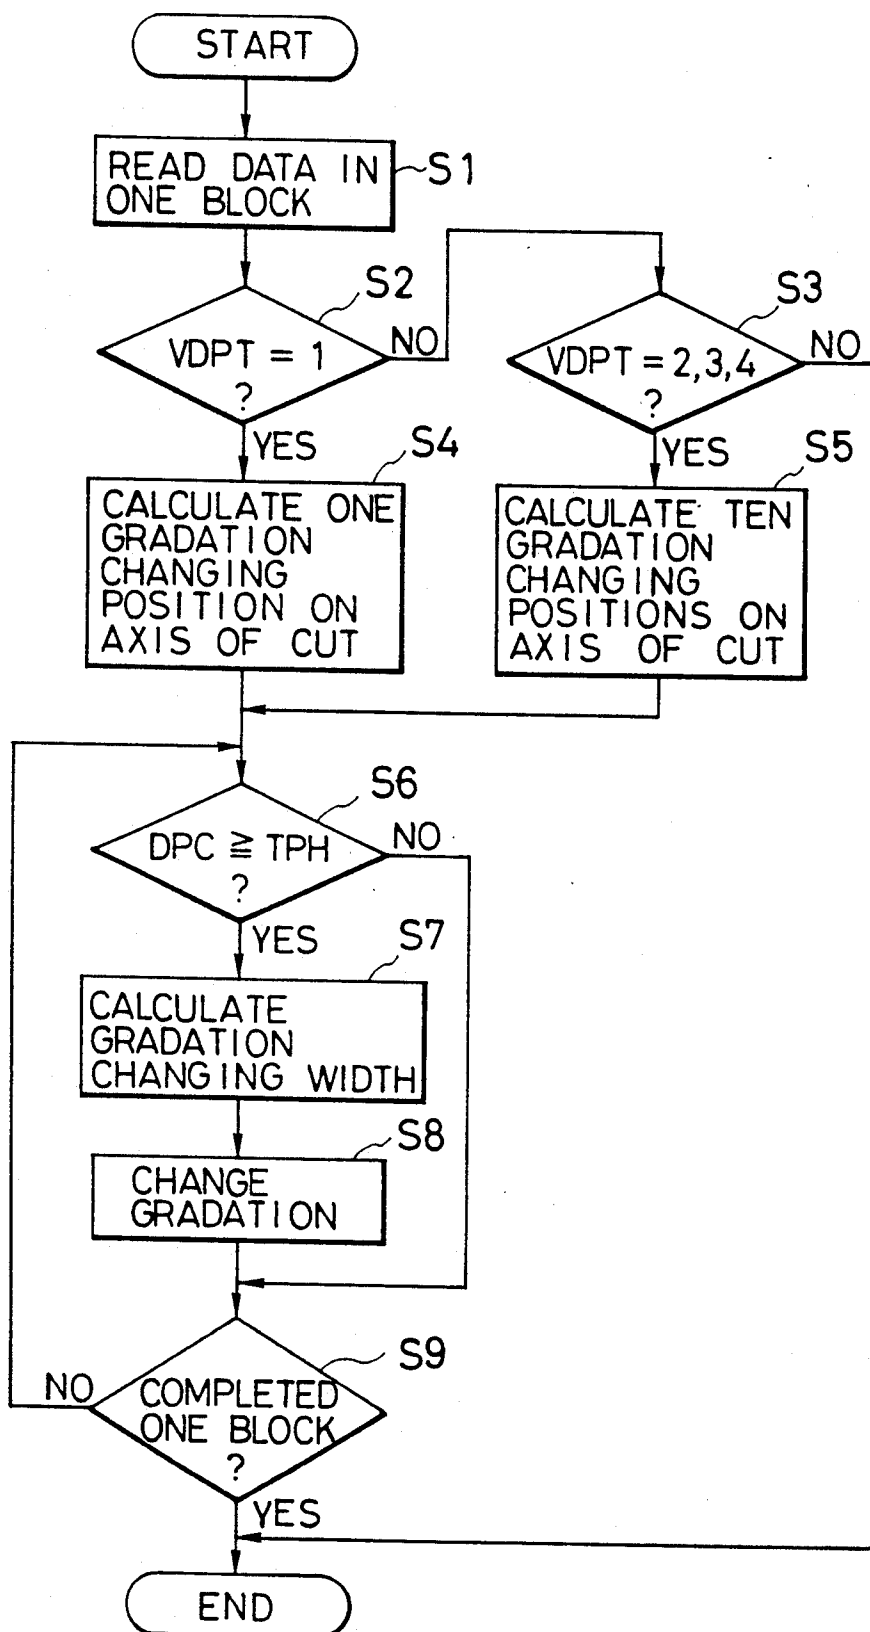 START
READ DATA IN
ONE BLOCK
S1
S2
VDPT = 1
?
NO
YES
S3
VDPT = 2,3,4
?
NO
YES
S4
CALCULATE ONE
GRADATION
CHANGING
POSITION ON
AXIS OF CUT
S5
CALCULATE TEN
GRADATION
CHANGING
POSITIONS ON
AXIS OF CUT
S6
DPC ≧ TPH
?
NO
YES
S7
CALCULATE
GRADATION
CHANGING WIDTH
S8
CHANGE
GRADATION
S9
COMPLETED
ONE BLOCK
?
NO
YES
END